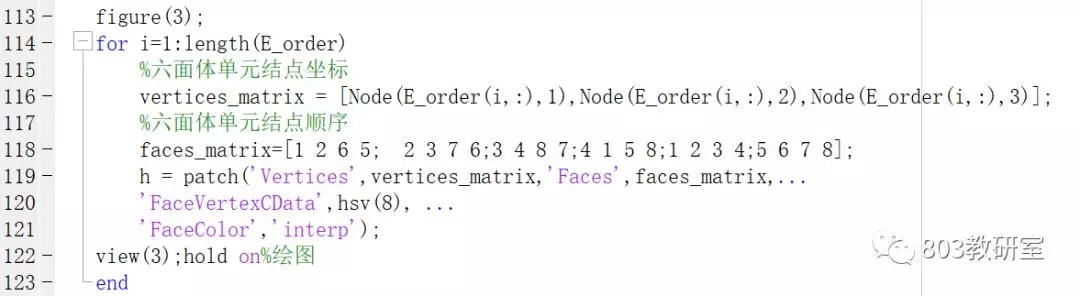 113 figure(3);
114 for i=1:length(E_order)
115 %六面体单元结点坐标
116 vertices_matrix = [Node(E_order(i,:),1),Node(E_order(i,:),2),Node(E_order(i,:),3)];
117 %六面体单元结点顺序
118 faces_matrix=[1 2 6 5;  2 3 7 6;3 4 8 7;4 1 5 8;1 2 3 4;5 6 7 8];
119 h = patch('Vertices',vertices_matrix,'Faces',faces_matrix,...
120 'FaceVertexCData',hsv(8), ...
121 'FaceColor','interp');
122 view(3);hold on%绘图
123 end
803教研室